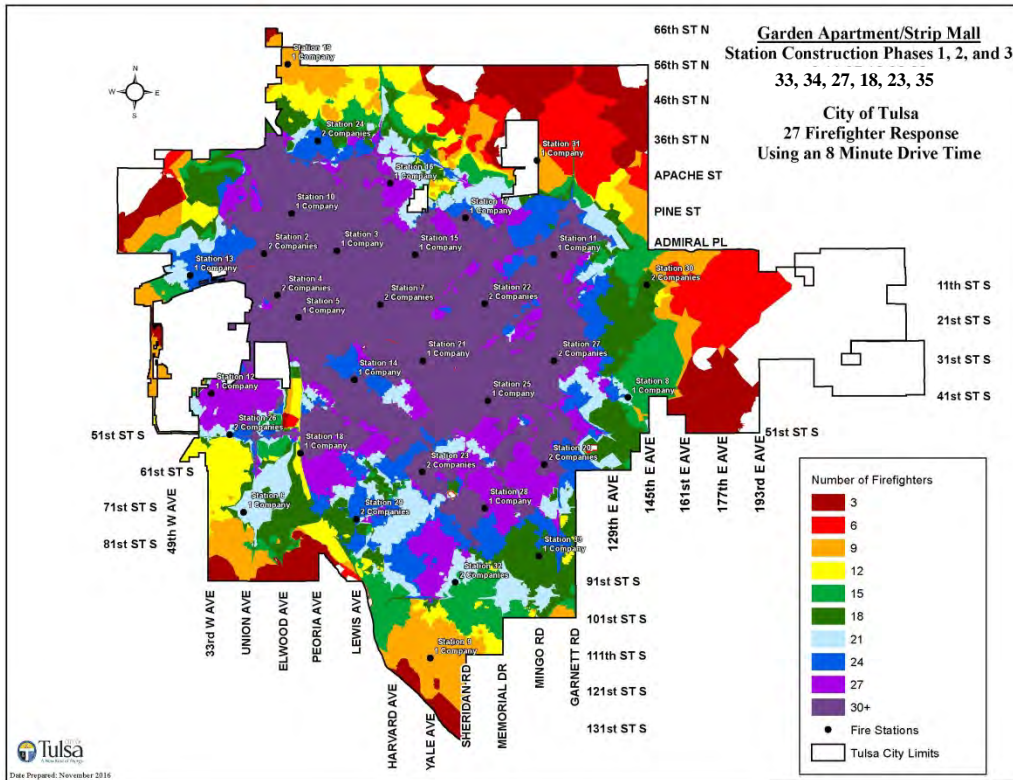 Garden Apartment/Strip Mall
Station Construction Phases 1, 2, and 3
33, 34, 27, 18, 23, 35
City of Tulsa
27 Firefighter Response
Using an 8 Minute Drive Time
N
W
E
S
66th ST N
56th ST N
46th ST N
36th ST N
APACHE ST
PINE ST
ADMIRAL PL
11th ST S
21st ST S
31st ST S
41st ST S
51st ST S
Station 19
1 Company
Station 24
2 Companies
Station 31
1 Company
Station 16
1 Company
Station 10
1 Company
Station 17
1 Company
Station 2
2 Companies
Station 3
1 Company
Station 15
1 Company
Station 11
1 Company
Station 13
1 Company
Station 30
2 Companies
Station 4
2 Companies
Station 5
1 Company
Station 7
2 Companies
Station 22
2 Companies
Station 21
1 Company
Station 27
2 Companies
Station 14
1 Company
Station 12
1 Company
Station 25
1 Company
Station 8
1 Company
Station 26
2 Companies
Station 18
1 Company
Station 23
2 Companies
Station 20
2 Companies
1 Company
Station 29
2 Companies
Station 28
1 Company
1 Company
Station 32
2 Companies
1 Company
51st ST S
61st ST S
71st ST S
81st ST S
91st ST S
101st ST S
111th ST S
121st ST S
131st ST S
49th W AVE
33rd W AVE
UNION AVE
ELWOOD AVE
PEORIA AVE
LEWIS AVE
HARVARD AVE
YALE AVE
SHERIDAN RD
MEMORIAL DR
MINGO RD
GARNETT RD
129th E AVE
145th E AVE
161st E AVE
177th E AVE
193rd E AVE
Number of Firefighters
3
6
9
12
15
18
21
24
27
30+
Fire Stations
Tulsa City Limits
Tulsa
Date Prepared: November 2016